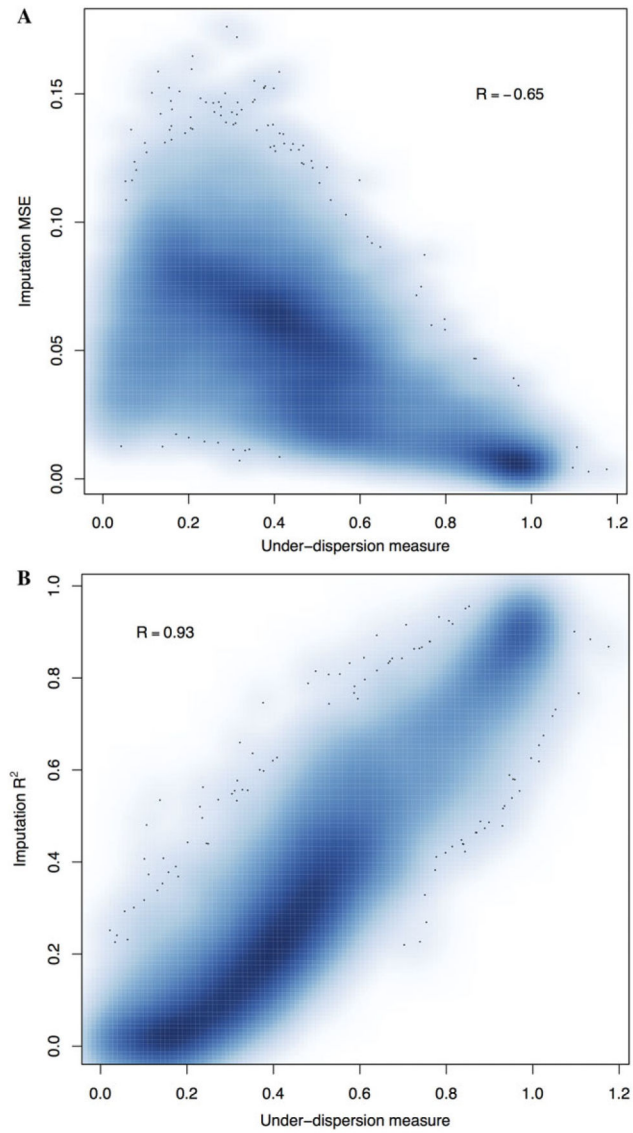 A
R = −0.65
Imputation MSE
0.15
0.10
0.05
0.00
0.0 0.2 0.4 0.6 0.8 1.0 1.2
Under−dispersion measure
B
R = 0.93
Imputation R²
1.0
0.8
0.6
0.4
0.2
0.0
0.0 0.2 0.4 0.6 0.8 1.0 1.2
Under−dispersion measure